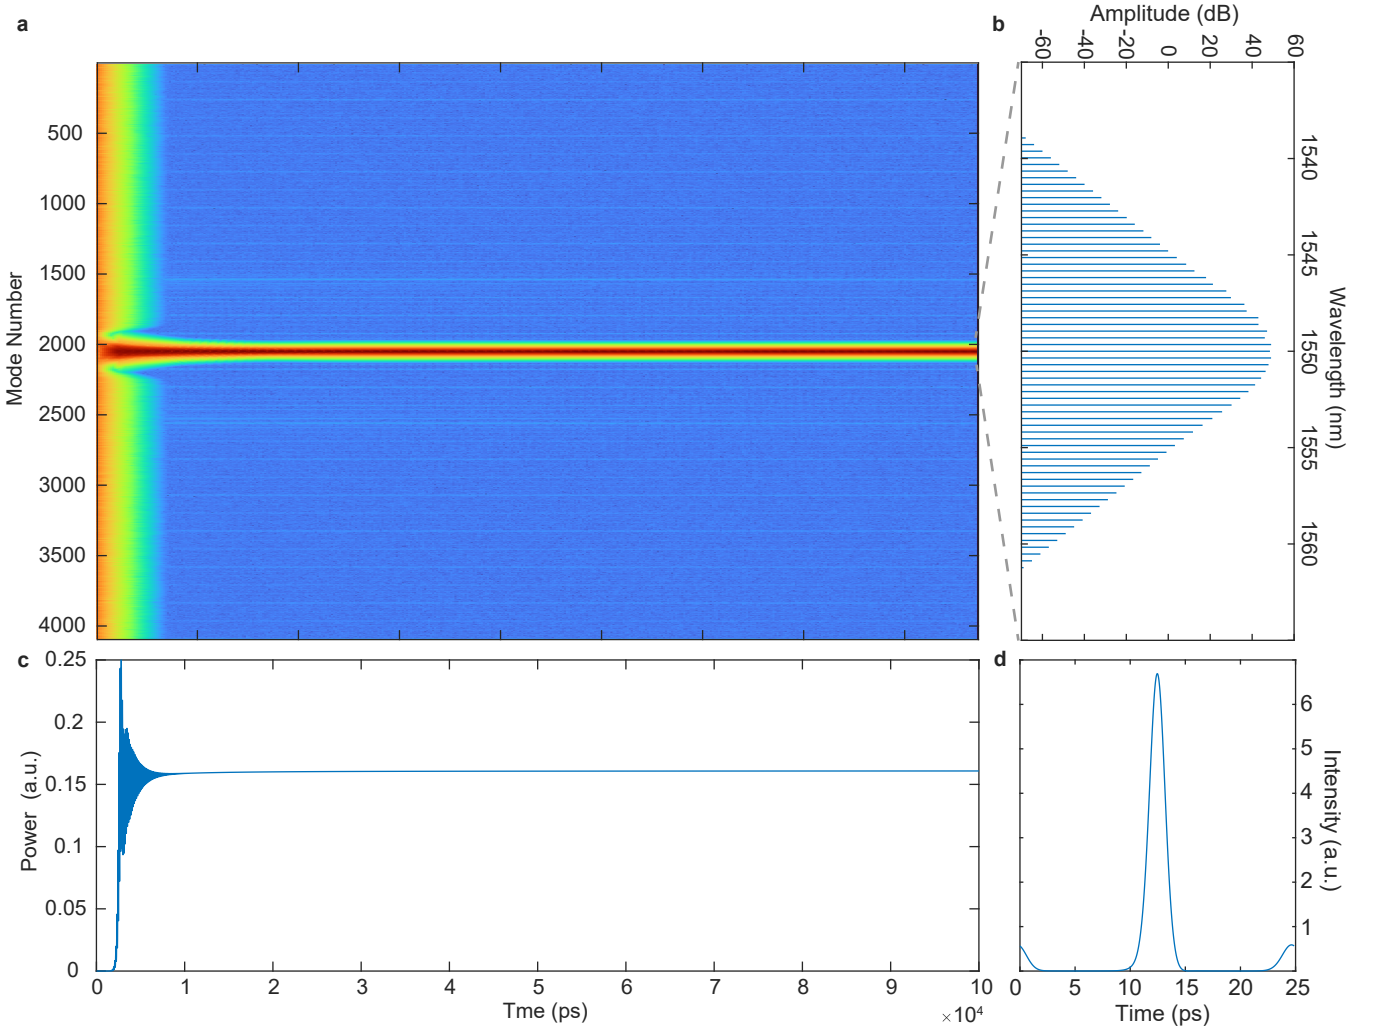 a
Mode Number
500
1000
1500
2000
2500
3000
3500
4000
b
Amplitude (dB)
-60
-40
-20
0
20
40
60
1540
1545
1550
1555
1560
Wavelength (nm)
c
Power (a.u.)
0.25
0.2
0.15
0.1
0.05
0
0 1 2 3 4 5 6 7 8 9 10
Tme (ps)
×10⁴
d
6
5
4
3
2
1
Intensity (a.u.)
0 5 10 15 20 25
Time (ps)